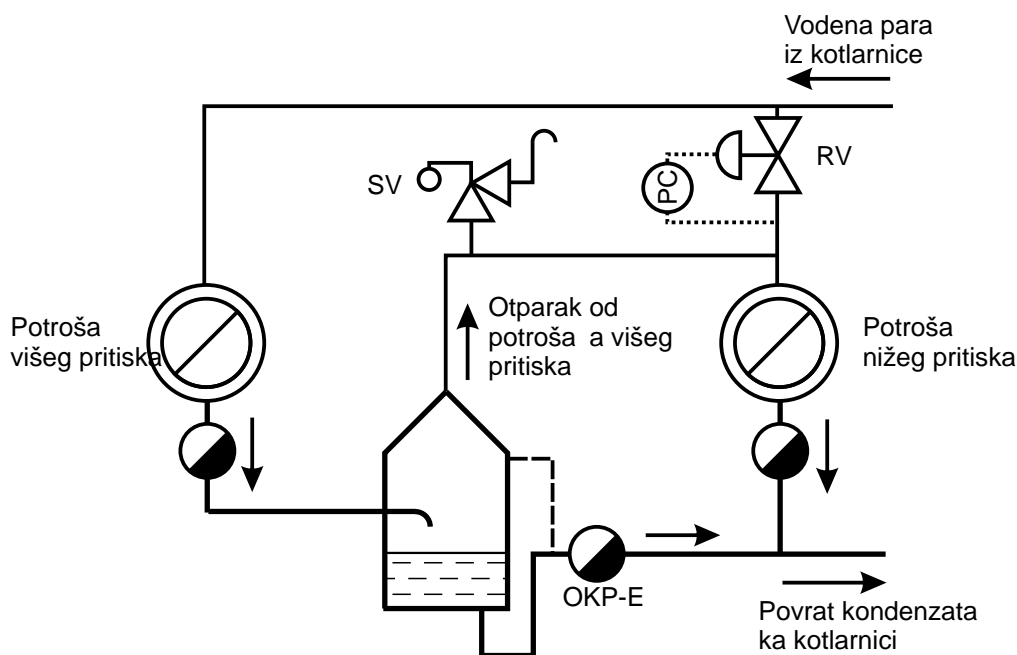 Vodena para
iz kotlarnice
SV
RV
PC
Otparak od
potroša a višeg
pritiska
Potroša
višeg pritiska
Potroša
nižeg pritiska
OKP-E
Povrat kondenzata
ka kotlarnici